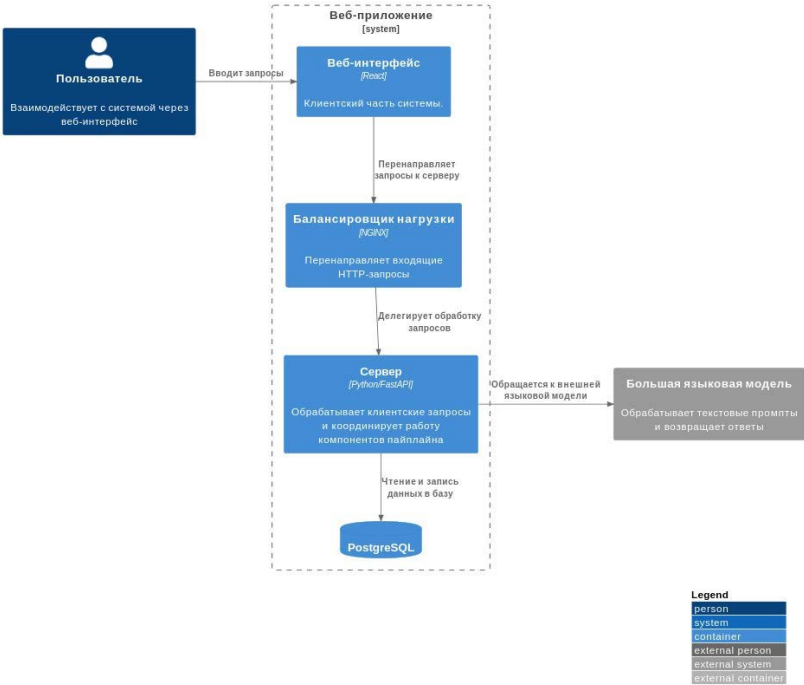 Веб-приложение
[system]
Пользователь
Взаимодействует с системой через
веб-интерфейс
Вводит запросы
Веб-интерфейс
[React]
Клиентский часть системы.
Перенаправляет
запросы к серверу
Балансировщик нагрузки
[NGINX]
Перенаправляет входящие
HTTP-запросы
Делегирует обработку
запросов
Сервер
[Python/FastAPI]
Обрабатывает клиентские запросы
и координирует работу
компонентов пайплайна
Обращается к внешней
языковой модели
Большая языковая модель
Обрабатывает текстовые промпты
и возвращает ответы
Чтение и запись
данных в базу
PostgreSQL
Legend
person
system
container
external person
external system
external container